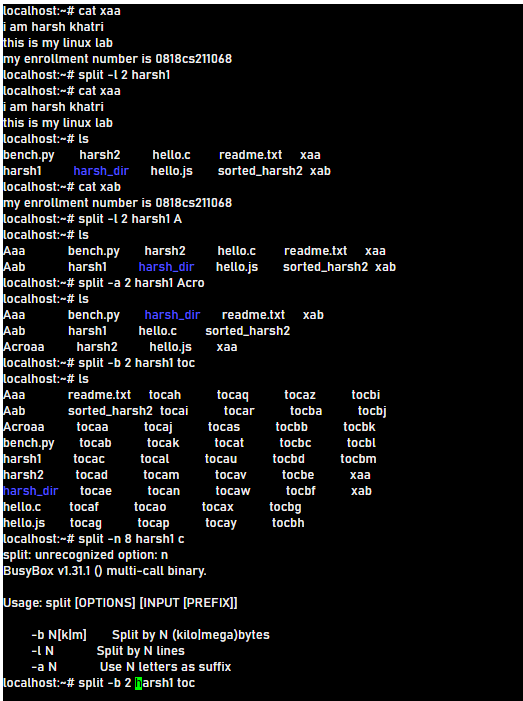 localhost:~# cat xaa
i am harsh khatri
this is my linux lab
my enrollment number is 0818cs211068
localhost:~# split -l 2 harsh1
localhost:~# cat xaa
i am harsh khatri
this is my linux lab
localhost:~# ls
bench.py harsh2 hello.c readme.txt xaa
harsh1 harsh_dir hello.js sorted_harsh2 xab
localhost:~# cat xab
my enrollment number is 0818cs211068
localhost:~# split -l 2 harsh1 A
localhost:~# ls
Aaa bench.py harsh2 hello.c readme.txt xaa
Aab harsh1 harsh_dir hello.js sorted_harsh2 xab
localhost:~# split -a 2 harsh1 Acro
localhost:~# ls
Aaa bench.py harsh_dir readme.txt xab
Aab harsh1 hello.c sorted_harsh2
Acroaa harsh2 hello.js xaa
localhost:~# split -b 2 harsh1 toc
localhost:~# ls
Aaa readme.txt tocah tocaq tocaz tocbi
Aab sorted_harsh2 tocai tocar tocba tocbj
Acroaa tocaa tocaj tocas tocbb tocbk
bench.py tocab tocak tocat tocbc tocbl
harsh1 tocac tocal tocau tocbd tocbm
harsh2 tocad tocam tocav tocbe xaa
harsh_dir tocae tocan tocaw tocbf xab
hello.c tocaf tocao tocax tocbg
hello.js tocag tocap tocay tocbh
localhost:~# split -n 8 harsh1 c
split: unrecognized option: n
BusyBox v1.31.1 () multi-call binary.
Usage: split [OPTIONS] [INPUT [PREFIX]]
-b N[k|m] Split by N (kilo|mega)bytes
-l N Split by N lines
-a N Use N letters as suffix
localhost:~# split -b 2 harsh1 toc